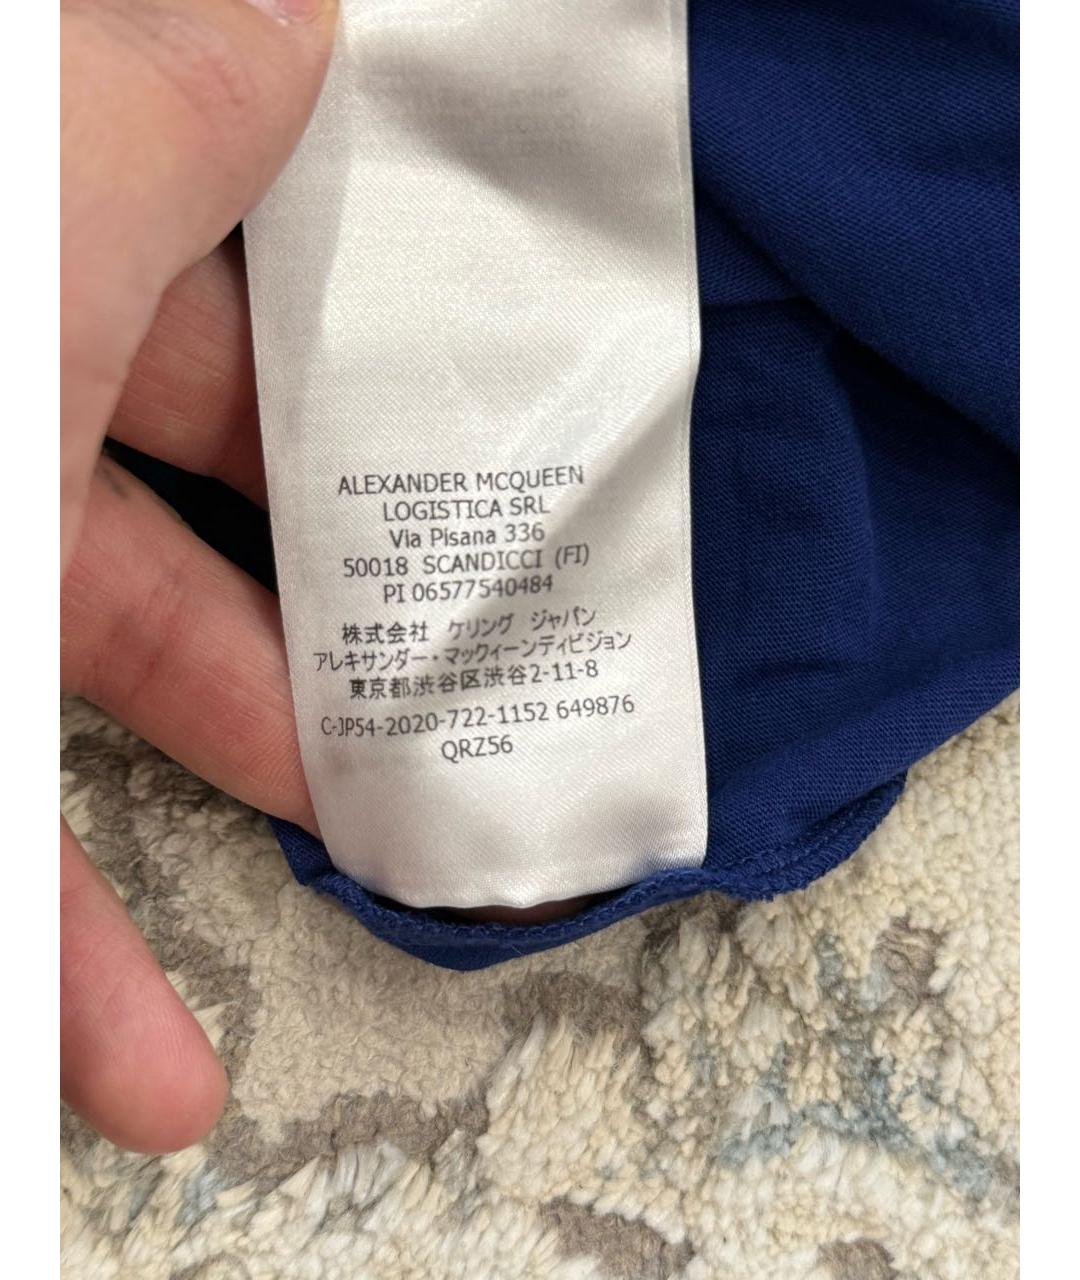 ALEXANDER MCQUEEN
LOGISTICA SRL
Via Pisana 336
50018 SCANDICCI (FI)
PI 06577540484
株式会社 ケリング ジャパン
アレキサンダー・マックィーンディビジョン
東京都渋谷区渋谷2-11-8
C-JP54-2020-722-1152 649876
QRZ56